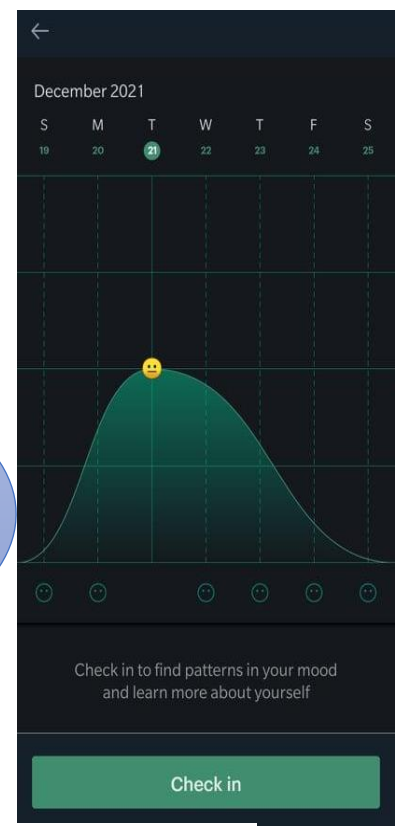 December 2021
S M T W T F S
19 20 21 22 23 24 25
Check in to find patterns in your mood
and learn more about yourself
Check in